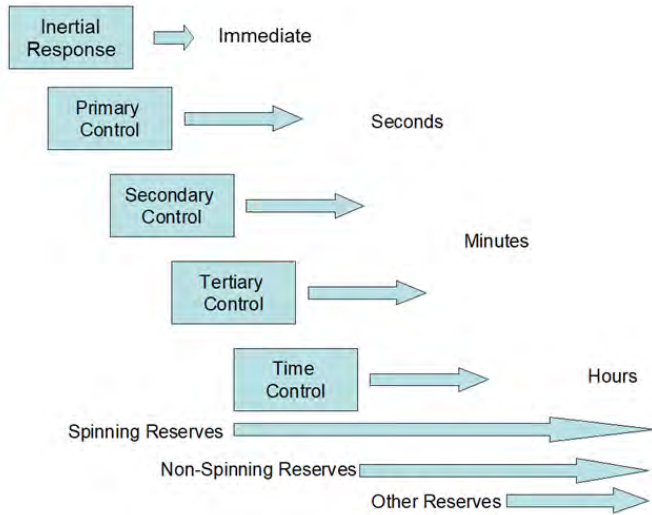 Inertial
Response
Immediate
Primary
Control
Seconds
Secondary
Control
Minutes
Tertiary
Control
Time
Control
Hours
Spinning Reserves
Non-Spinning Reserves
Other Reserves